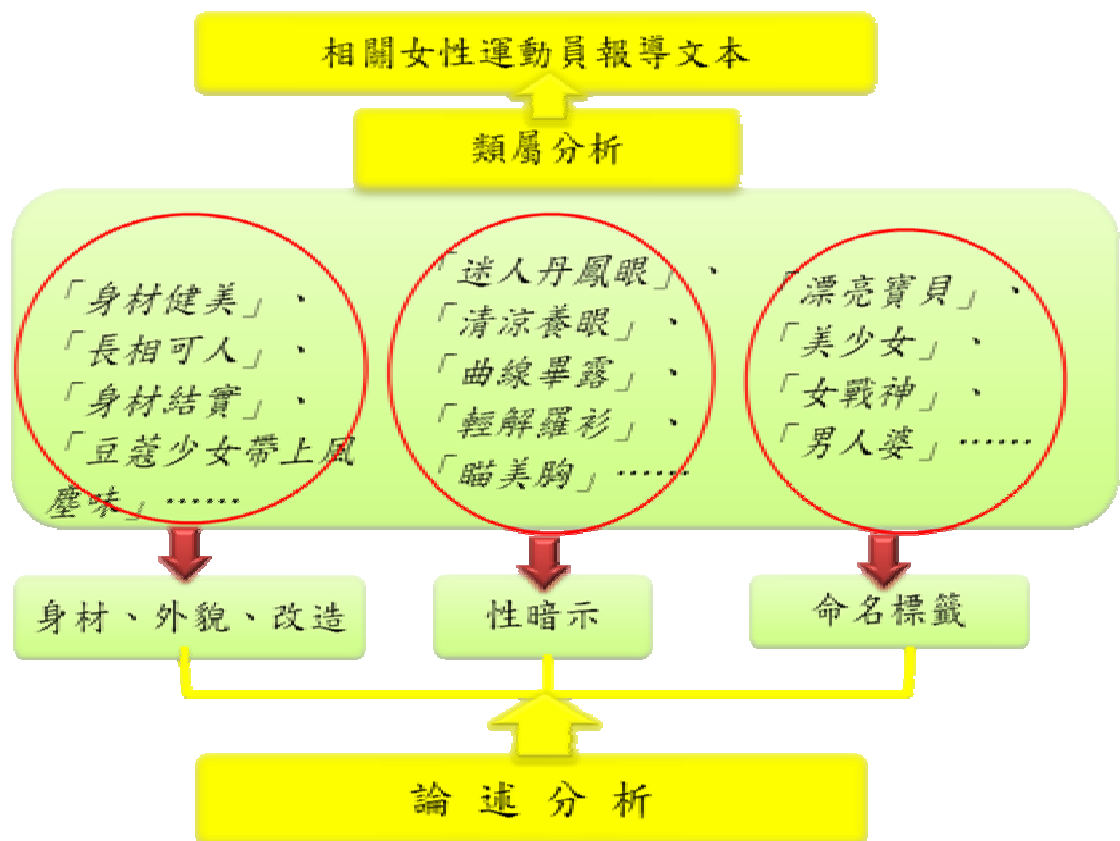 相關女性運動員報導文本
類屬分析
「身材健美」、
「長相可人」、
「身材結實」、
「豆蔻少女帶上風
塵味」……
「迷人丹鳳眼」、
「清涼養眼」、
「曲線畢露」、
「輕解羅衫」、
「瞄美胸」……
「漂亮寶貝」、
「美少女」、
「女戰神」、
「男人婆」……
身材、外貌、改造
性暗示
命名標籤
論述分析